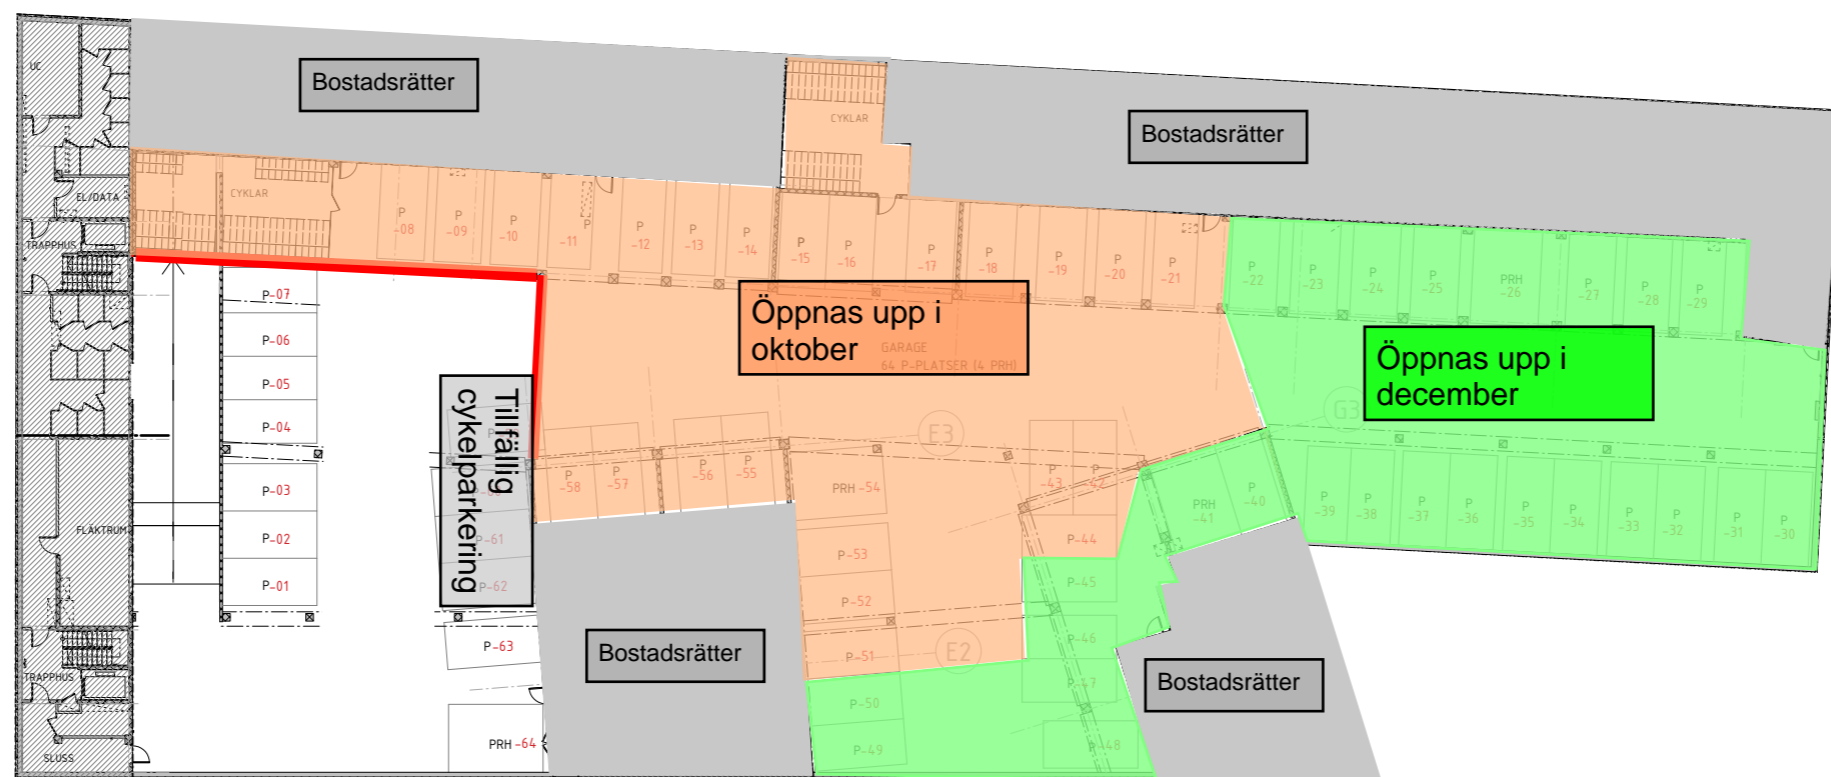 Bostadsrätter
Bostadsrätter
UC
CYKLAR
CYKLAR
EL/DATA
TRAPPHUS
P -08
P -09
P -10
P -11
P -12
P -13
P -14
P -15
P -16
P -17
P -18
P -19
P -20
P -21
P -22
P -23
P -24
P -25
PRH -26
P -27
P -28
P -29
P-07
P-06
P-05
P-04
P-03
P-02
P-01
Öppnas upp i
oktober
GARAGE
64 P-PLATSER (4 PRH)
Öppnas upp i
december
Tillfällig
cykelparkering
E3
G3
P -58
P -57
P -56
P -55
PRH -54
P -43
P -42
PRH -41
P -40
P -39
P -38
P -37
P -36
P -35
P -34
P -33
P -32
P -31
P -30
FLÄKTRUM
P-61
P-62
P-63
PRH -64
P-53
P-52
P-51
P-50
P-49
P-44
P-45
P-46
P-47
P-48
E2
Bostadsrätter
Bostadsrätter
TRAPPHUS
SLUSS